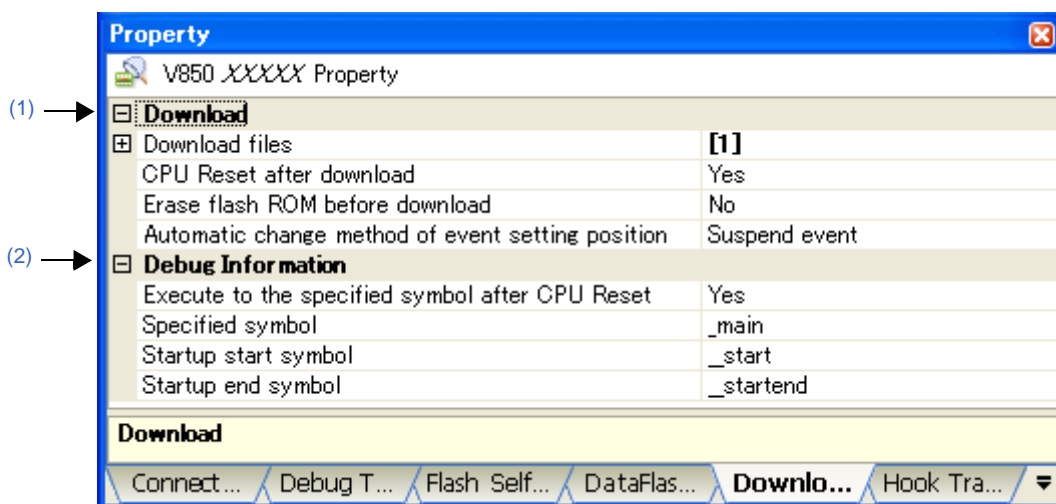 Property
V850 XXXXX Property
(1)
Download
Download files [1]
CPU Reset after download Yes
Erase flash ROM before download No
Automatic change method of event setting position Suspend event
(2)
Debug Information
Execute to the specified symbol after CPU Reset Yes
Specified symbol _main
Startup start symbol __start
Startup end symbol __startend
Download
Connect... Debug T... Flash Self... DataFlas... Downlo... Hook Tra...